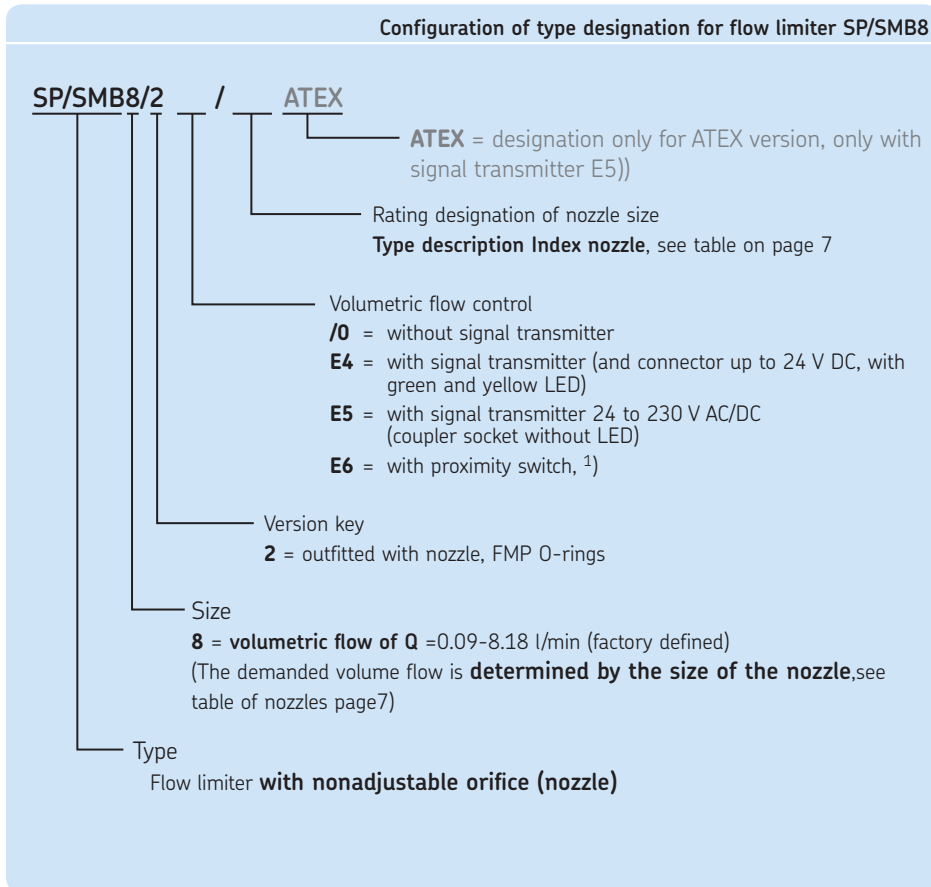 Configuration of type designation for flow limiter SP/SMB8
SP/SMB8/2 __ / __ ATEX
ATEX = designation only for ATEX version, only with
signal transmitter E5))
Rating designation of nozzle size
Type description Index nozzle, see table on page 7
Volumetric flow control
/0 = without signal transmitter
E4 = with signal transmitter (and connector up to 24 V DC, with
green and yellow LED)
E5 = with signal transmitter 24 to 230 V AC/DC
(coupler socket without LED)
E6 = with proximity switch, 1)
Version key
2 = outfitted with nozzle, FMP O-rings
Size
8 = volumetric flow of Q =0.09-8.18 l/min (factory defined)
(The demanded volume flow is determined by the size of the nozzle,see
table of nozzles page7)
Type
Flow limiter with nonadjustable orifice (nozzle)